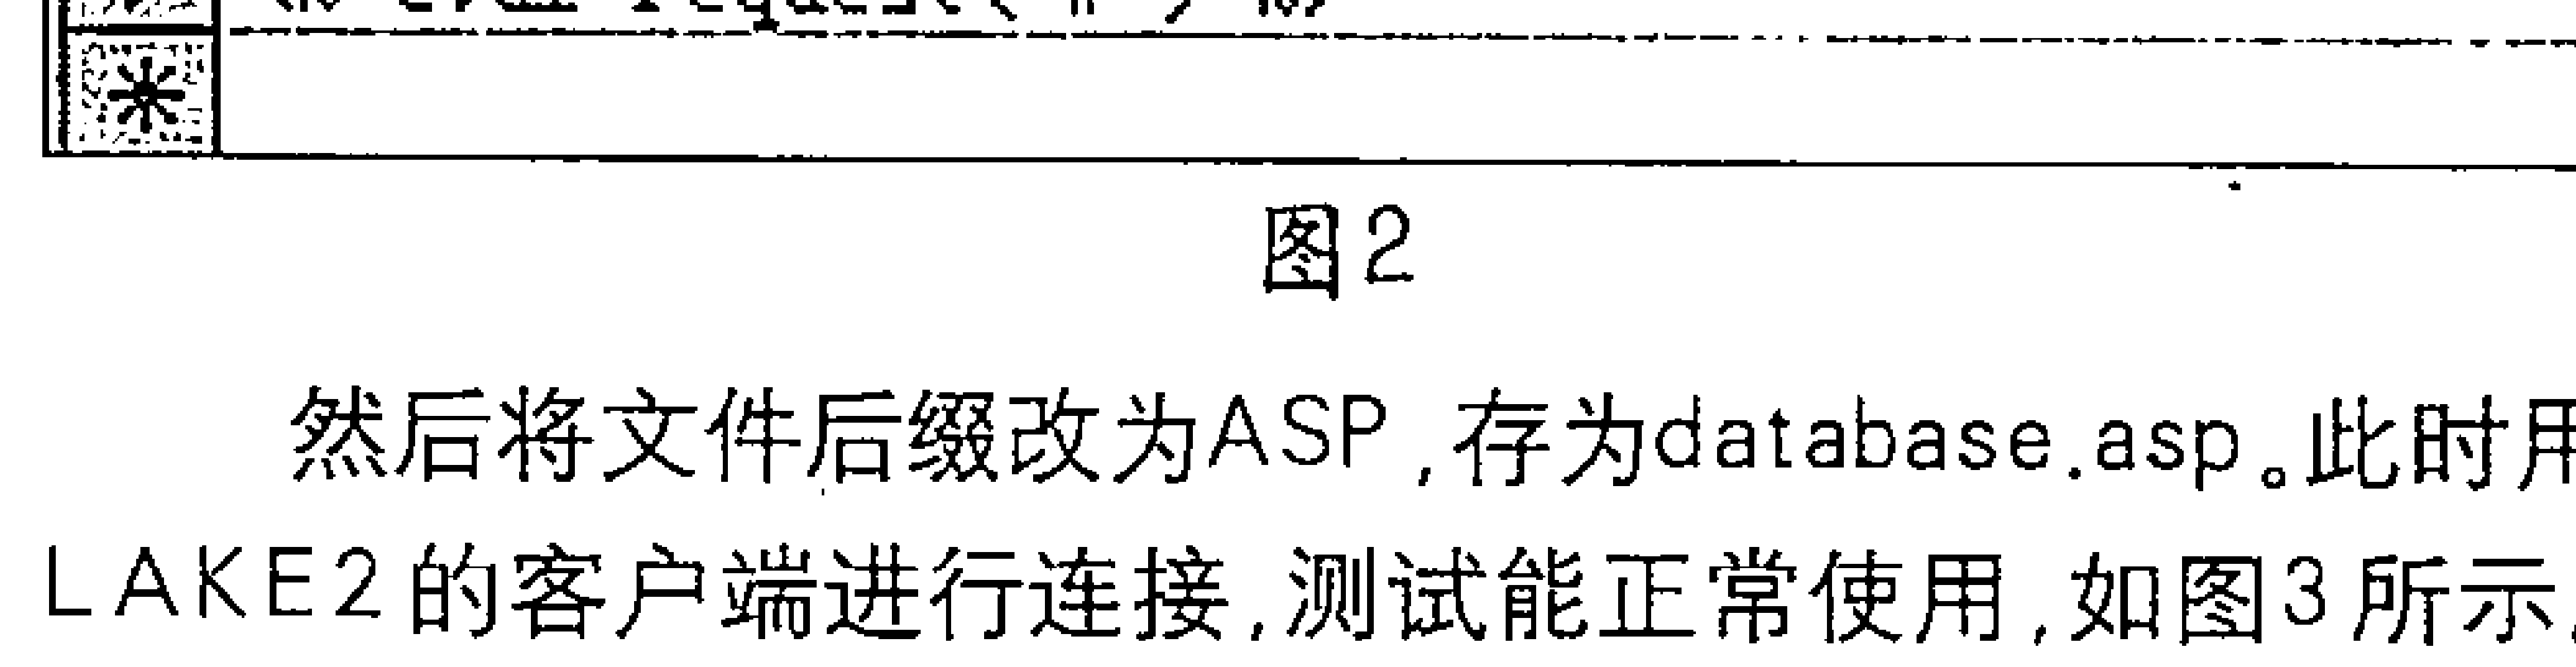 图2
然后将文件后缀改为ASP,存为database.asp。此时用
LAKE2的客户端进行连接,测试能正常使用,如图3所示